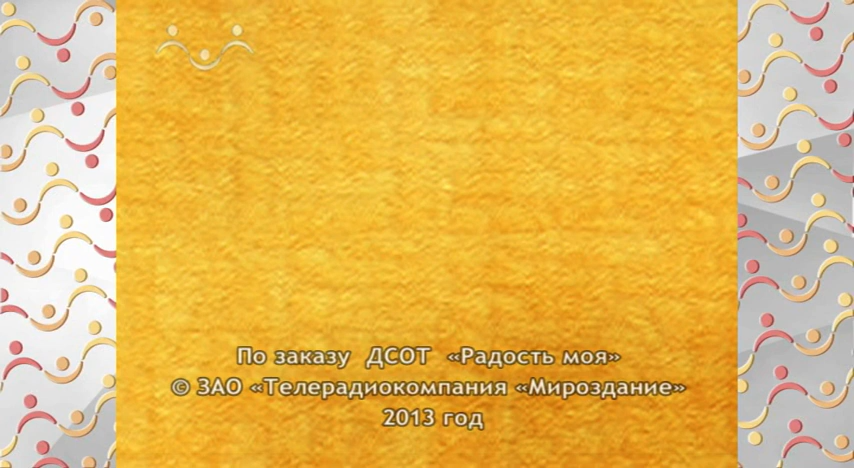 По заказу ДСОТ «Радость моя»
© ЗАО «Телерадиокомпания «Мироздание»
2013 год